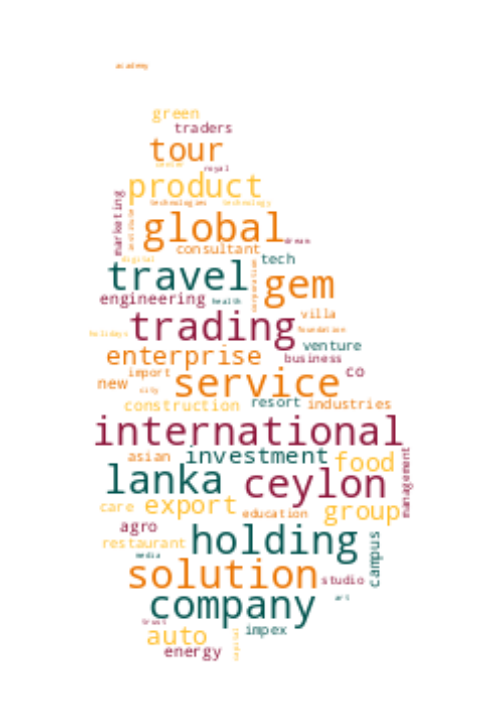 academy
green
traders
tour
center
royal
product
technologies
technology
marketing
institute
global
dream
consultant
digital
tech
travel
corporation
gem
engineering
health
villa
trading
foundation
holidays
venture
enterprise
business
import
co
new
service
city
construction
resort
industries
international
asian
investment
food
management
lanka
ceylon
care
export
education
group
agro
restaurant
holding
campus
media
solution
studio
company
art
trust
auto
impex
energy
capital